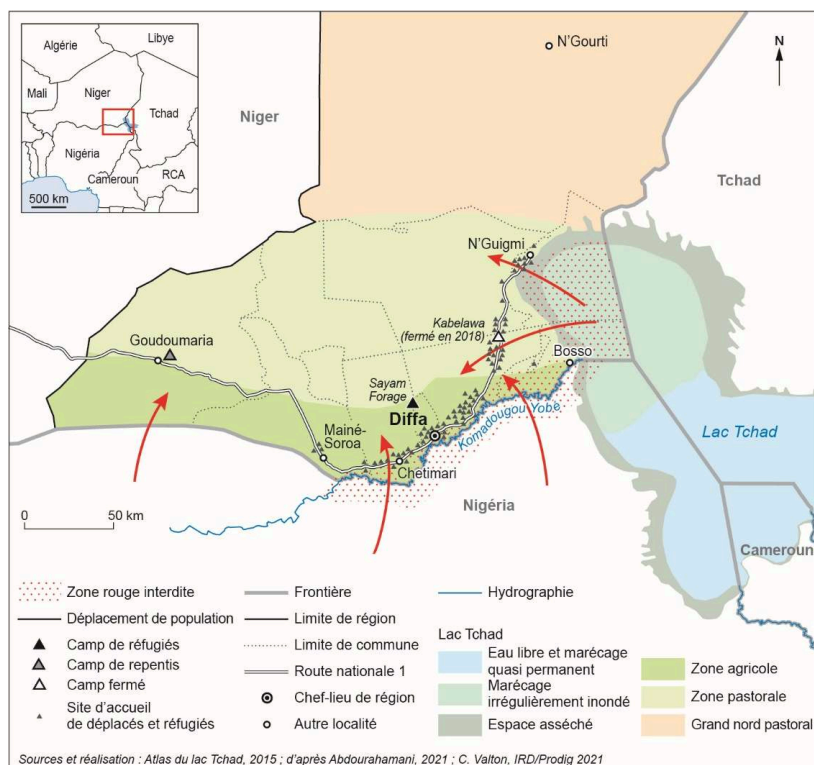 Algérie
Libye
Mali
Niger
Tchad
Nigéria
Cameroun
RCA
500 km
N'Gourti
N
Niger
Tchad
N'Guigmi
Kabelawa
(fermé en 2018)
Goudoumaria
Bosso
Sayam
Forage
Diffa
Komadougou Yobe
Mainé-
Soroa
Chetimari
Lac Tchad
Nigéria
0 50 km
Cameroun
Zone rouge interdite
Déplacement de population
Camp de réfugiés
Camp de repentis
Camp fermé
Site d'accueil
de déplacés et réfugiés
Frontière
Limite de région
Limite de commune
Route nationale 1
Chef-lieu de région
Autre localité
Hydrographie
Lac Tchad
Eau libre et marécage
quasi permanent
Marécage
irrégulièrement inondé
Espace asséché
Zone agricole
Zone pastorale
Grand nord pastoral
Sources et réalisation : Atlas du lac Tchad, 2015 ; d'après Abdourahamani, 2021 ; C. Valton, IRD/Prodig 2021